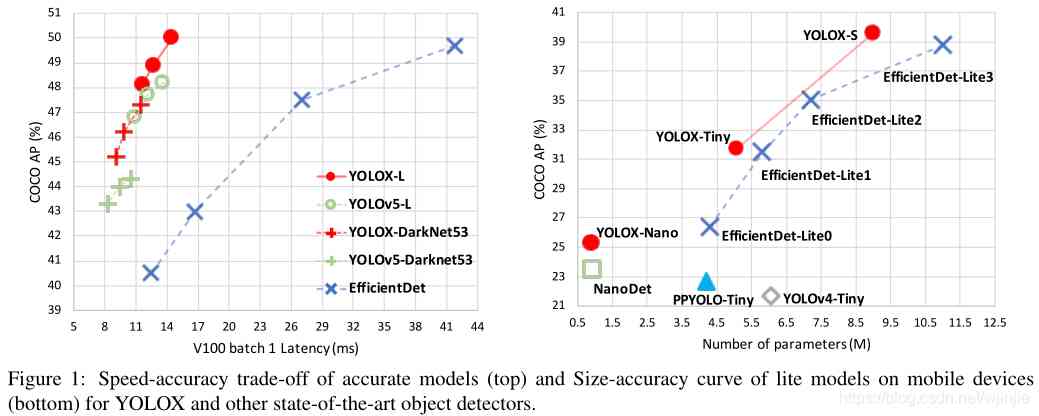 51
50
49
48
47
46
45
44
43
42
41
40
39
COCO AP (%)
YOLOX-L
YOLOv5-L
YOLOX-DarkNet53
YOLOv5-Darknet53
EfficientDet
5 8 11 14 17 20 23 26 29 32 35 38 41 44
V100 batch 1 Latency (ms)
41
39
37
35
33
31
29
27
25
23
21
COCO AP (%)
YOLOX-S
EfficientDet-Lite3
EfficientDet-Lite2
YOLOX-Tiny
EfficientDet-Lite1
YOLOX-Nano
EfficientDet-Lite0
NanoDet
PPYOLO-Tiny
YOLOv4-Tiny
0.5 1.5 2.5 3.5 4.5 5.5 6.5 7.5 8.5 9.5 10.5 11.5 12.5
Number of parameters (M)
Figure 1: Speed-accuracy trade-off of accurate models (top) and Size-accuracy curve of lite models on mobile devices
(bottom) for YOLOX and other state-of-the-art object detectors.